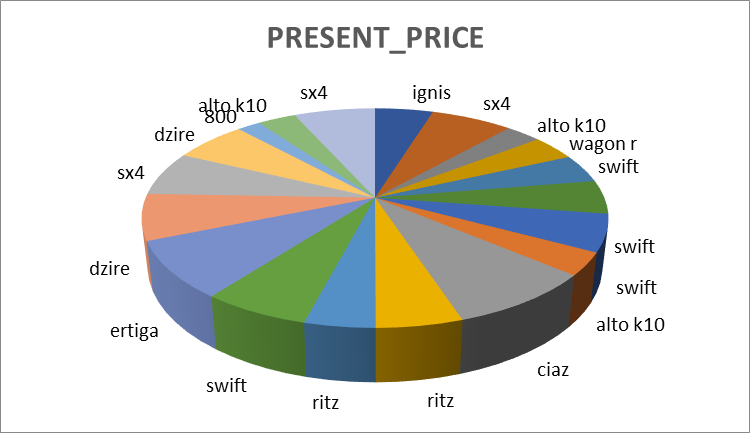 PRESENT_PRICE
ignis
sx4
alto k10
wagon r
swift
swift
swift
alto k10
ciaz
ritz
ritz
swift
ertiga
dzire
sx4
dzire
800
alto k10
sx4